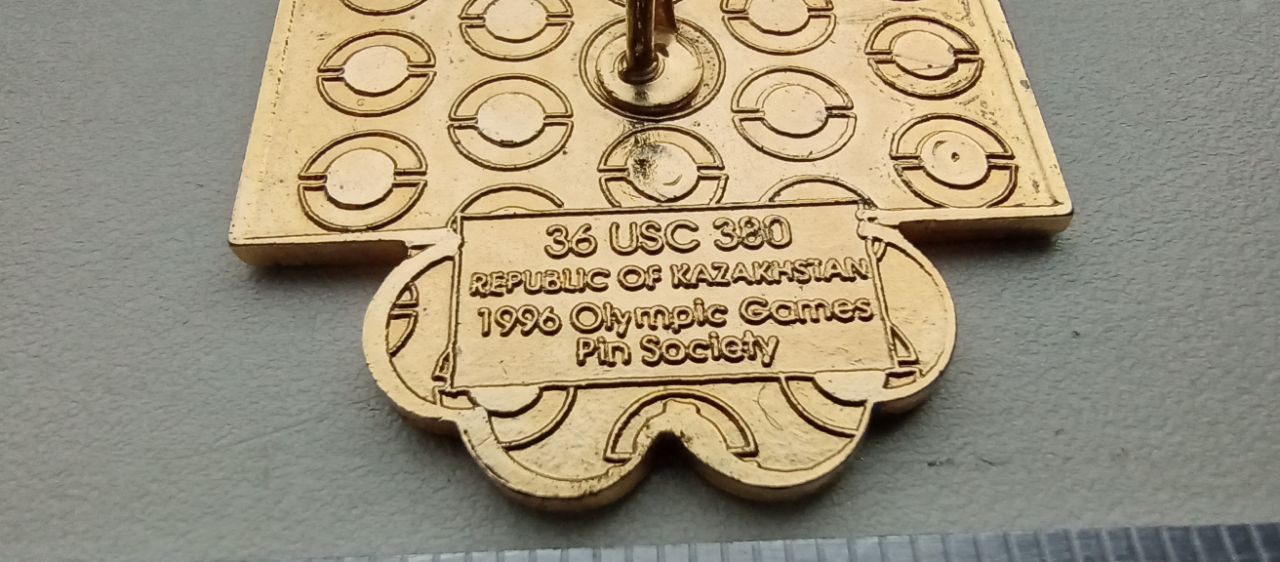 36 USC 380
REPUBLIC OF KAZAKHSTAN
1996 Olympic Games
Pin Society